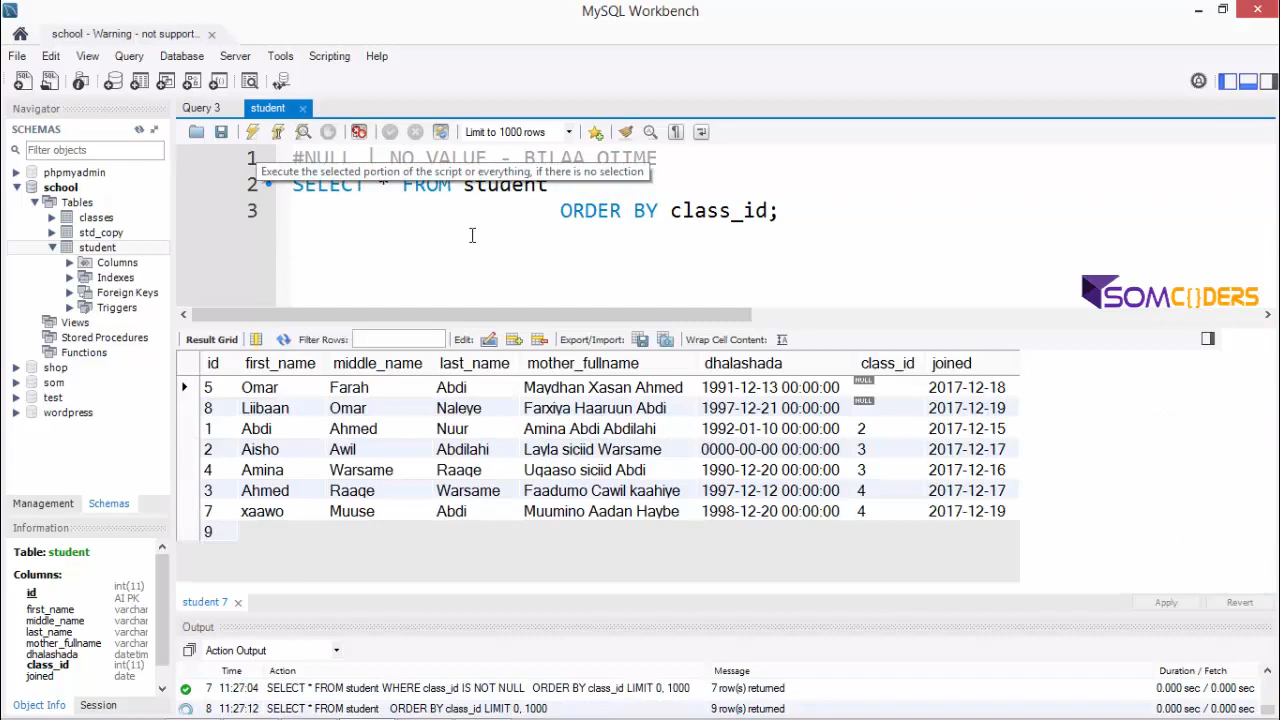 MySQL Workbench
school - Warning - not support...
File Edit View Query Database Server Tools Scripting Help
Navigator
SCHEMAS
Filter objects
phpmyadmin
school
Tables
classes
std_copy
student
Columns
Indexes
Foreign Keys
Triggers
Views
Stored Procedures
Functions
shop
som
test
wordpress
Management Schemas
Information
Table: student
Columns:
id int(11)
AI PK
first_name varchar
middle_name varchar
last_name varchar
mother_fullname varchar
dhalashada datetim
class_id int(11)
joined date
Object Info Session
Query 3 student
Limit to 1000 rows
1 #NULL | NO VALUE - BILAA QIIME
Execute the selected portion of the script or everything, if there is no selection
2 SELECT * FROM student
3 ORDER BY class_id;
SOMC{}DERS
Result Grid Filter Rows: Edit: Export/Import: Wrap Cell Content:
id first_name middle_name last_name mother_fullname dhalashada class_id joined
5 Omar Farah Abdi Maydhan Xasan Ahmed 1991-12-13 00:00:00 NULL 2017-12-18
8 Liibaan Omar Naleye Farxiya Haaruun Abdi 1997-12-21 00:00:00 NULL 2017-12-19
1 Abdi Ahmed Nuur Amina Abdi Abdilahi 1992-01-10 00:00:00 2 2017-12-15
2 Aisho Awil Abdilahi Layla siciid Warsame 0000-00-00 00:00:00 3 2017-12-17
4 Amina Warsame Raaqe Uqaaso siciid Abdi 1990-12-20 00:00:00 3 2017-12-16
3 Ahmed Raaqe Warsame Faadumo Cawil kaahiye 1997-12-12 00:00:00 4 2017-12-17
7 xaawo Muuse Abdi Muumino Aadan Haybe 1998-12-20 00:00:00 4 2017-12-19
9
student 7 Apply Revert
Output
Action Output
Time Action Message Duration / Fetch
7 11:27:04 SELECT * FROM student WHERE class_id IS NOT NULL ORDER BY class_id LIMIT 0, 1000 7 row(s) returned 0.000 sec / 0.000 sec
8 11:27:12 SELECT * FROM student ORDER BY class_id LIMIT 0, 1000 9 row(s) returned 0.000 sec / 0.000 sec